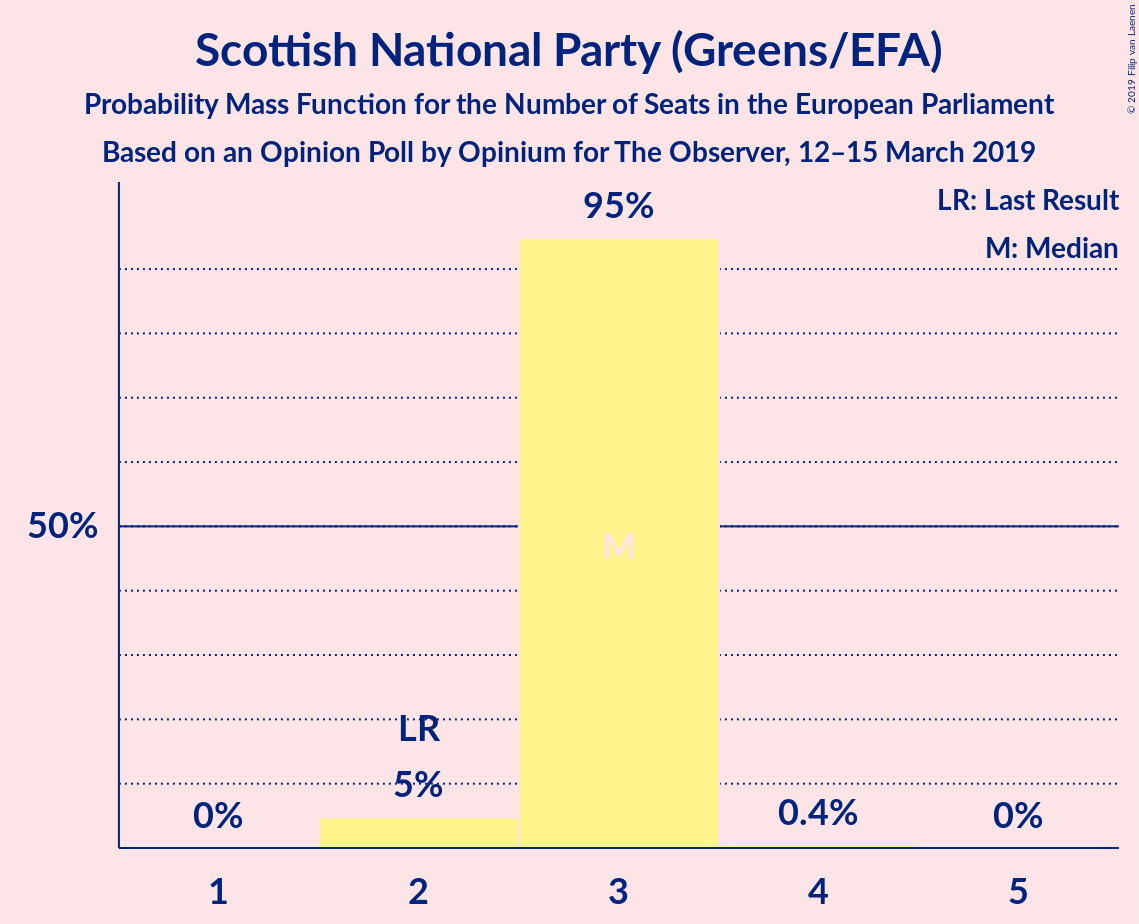 Scottish National Party (Greens/EFA)
Probability Mass Function for the Number of Seats in the European Parliament
Based on an Opinion Poll by Opinium for The Observer, 12–15 March 2019
© 2019 Filip van Laenen
LR: Last Result
M: Median
95%
50%
M
LR
5%
0%
0.4%
0%
1 2 3 4 5